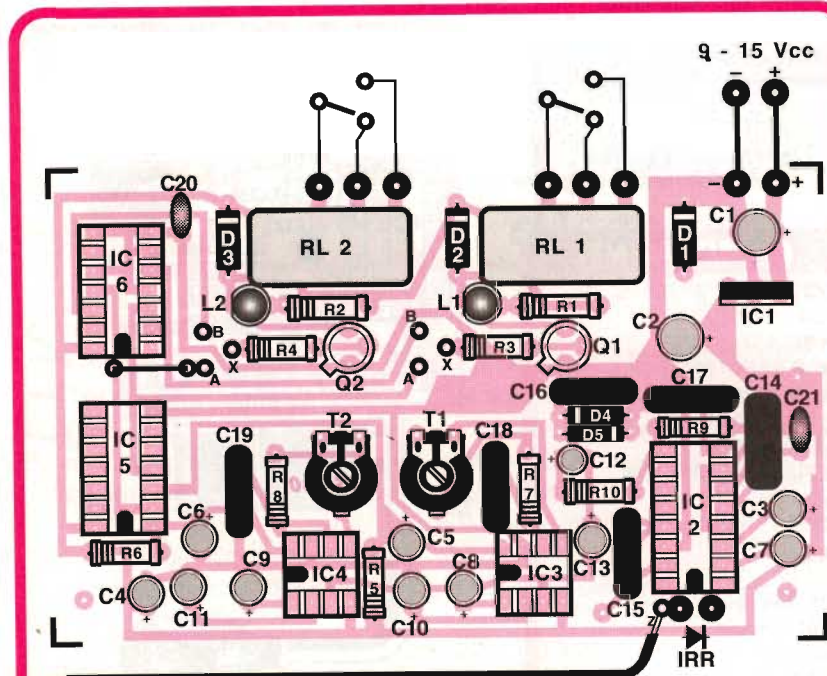 9 - 15 Vcc
- +
- +
C20
C1
D3
RL 2
D2
RL 1
D1
IC 6
IC1
L2
R2
L1
R1
C2
B
B
R4
X
Q2
R3
X
Q1
A
A
C16
C17
C14
C21
T2
T1
D4
D5
R9
IC 5
C19
R8
C18
R7
C12
R10
IC 2
C3
C6
C5
C13
C7
R6
C9
IC4
R5
C8
IC3
C4
C11
C10
C15
Z
IRR